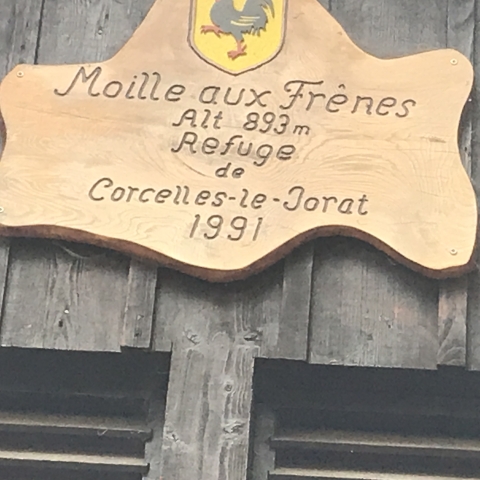 Moille aux Frênes
Alt 893m
Refuge
de
Corcelles-le-Jorat
1991